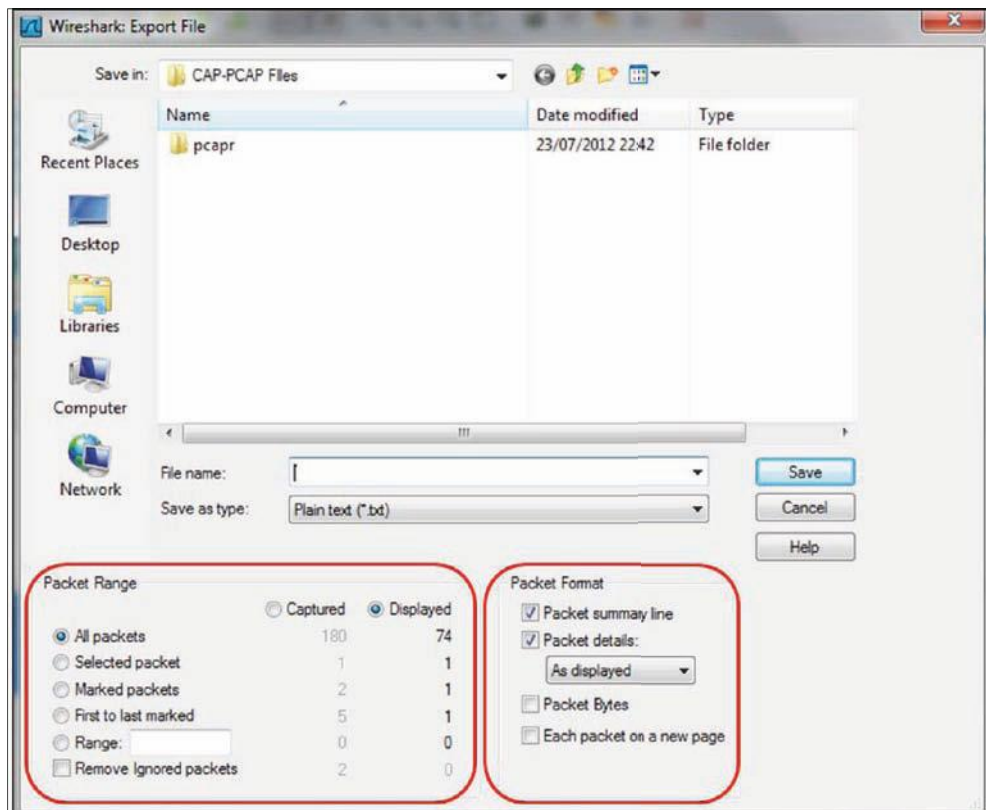 Wireshark: Export File
Save in: CAP-PCAP Files
Name Date modified Type
pcapr 23/07/2012 22:42 File folder
Recent Places
Desktop
Libraries
Computer
Network
File name:
Save as type: Plain text (*.txt)
Save
Cancel
Help
Packet Range
Captured Displayed
All packets 180 74
Selected packet 1 1
Marked packets 2 1
First to last marked 5 1
Range: 0 0
Remove Ignored packets 2 0
Packet Format
Packet summary line
Packet details:
As displayed
Packet Bytes
Each packet on a new page